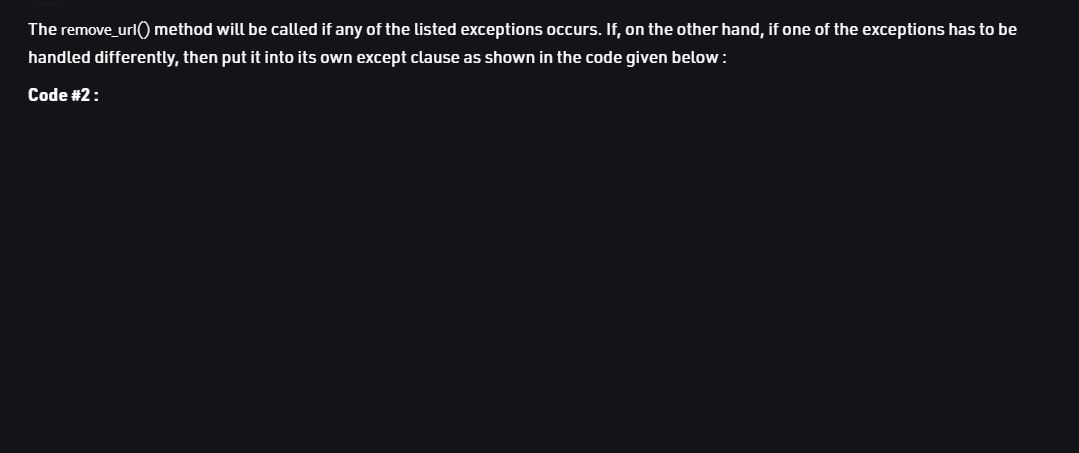 The remove_url() method will be called if any of the listed exceptions occurs. If, on the other hand, if one of the exceptions has to be
handled differently, then put it into its own except clause as shown in the code given below :
Code #2 :